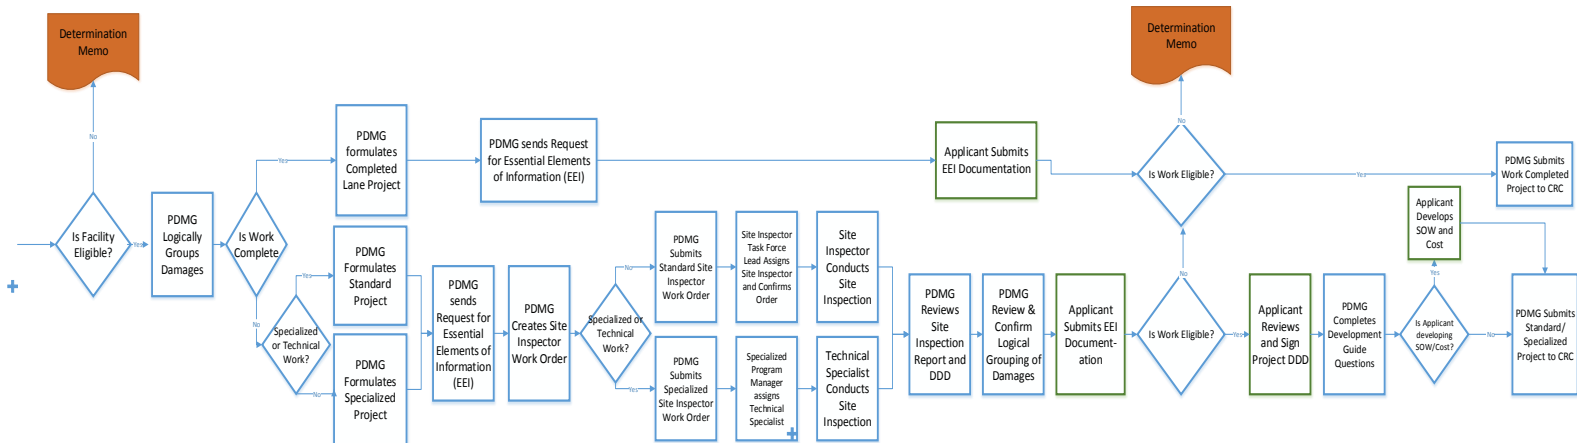 Determination
Memo
No
Is Facility
Eligible?
Yes
PDMG
Logically
Groups
Damages
Is Work
Complete
Yes
PDMG
formulates
Completed
Lane Project
PDMG sends Request
for Essential Elements
of Information (EEI)
Applicant Submits
EEI Documentation
Is Work Eligible?
No
Determination
Memo
Yes
PDMG Submits
Work Completed
Project to CRC
No
Specialized
or Technical
Work?
Yes
PDMG
Formulates
Standard
Project
No
PDMG
Formulates
Specialized
Project
PDMG
sends
Request for
Essential
Elements of
Information
(EEI)
PDMG
Creates Site
Inspector
Work Order
Specialized or
Technical
Work?
No
PDMG
Submits
Standard Site
Inspector
Work Order
Site Inspector
Task Force
Lead Assigns
Site Inspector
and Confirms
Order
Site
Inspector
Conducts
Site
Inspection
Yes
PDMG
Submits
Specialized
Site Inspector
Work Order
Specialized
Program
Manager
assigns
Technical
Specialist
Technical
Specialist
Conducts
Site
Inspection
PDMG
Reviews
Site
Inspection
Report and
DDD
PDMG
Review &
Confirm
Logical
Grouping of
Damages
Applicant
Submits EEI
Document-
ation
Is Work Eligible?
No
Yes
Applicant
Reviews
and Sign
Project DDD
PDMG
Completes
Development
Guide
Questions
Is Applicant
developing
SOW/Cost?
Yes
Applicant
Develops
SOW and
Cost
No
PDMG Submits
Standard/
Specialized
Project to CRC